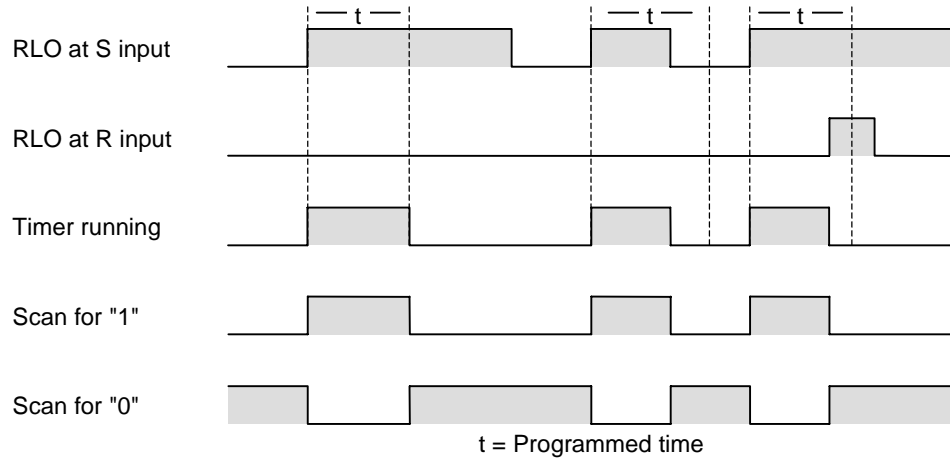 t t t
RLO at S input
RLO at R input
Timer running
Scan for "1"
Scan for "0"
t = Programmed time